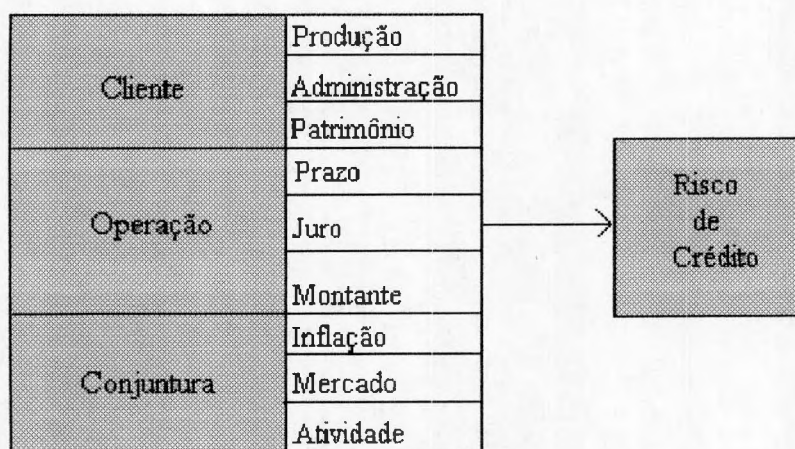 Cliente
Produção
Administração
Patrimônio
Operação
Prazo
Juro
Montante
Conjuntura
Inflação
Mercado
Atividade
Risco
de
Crédito